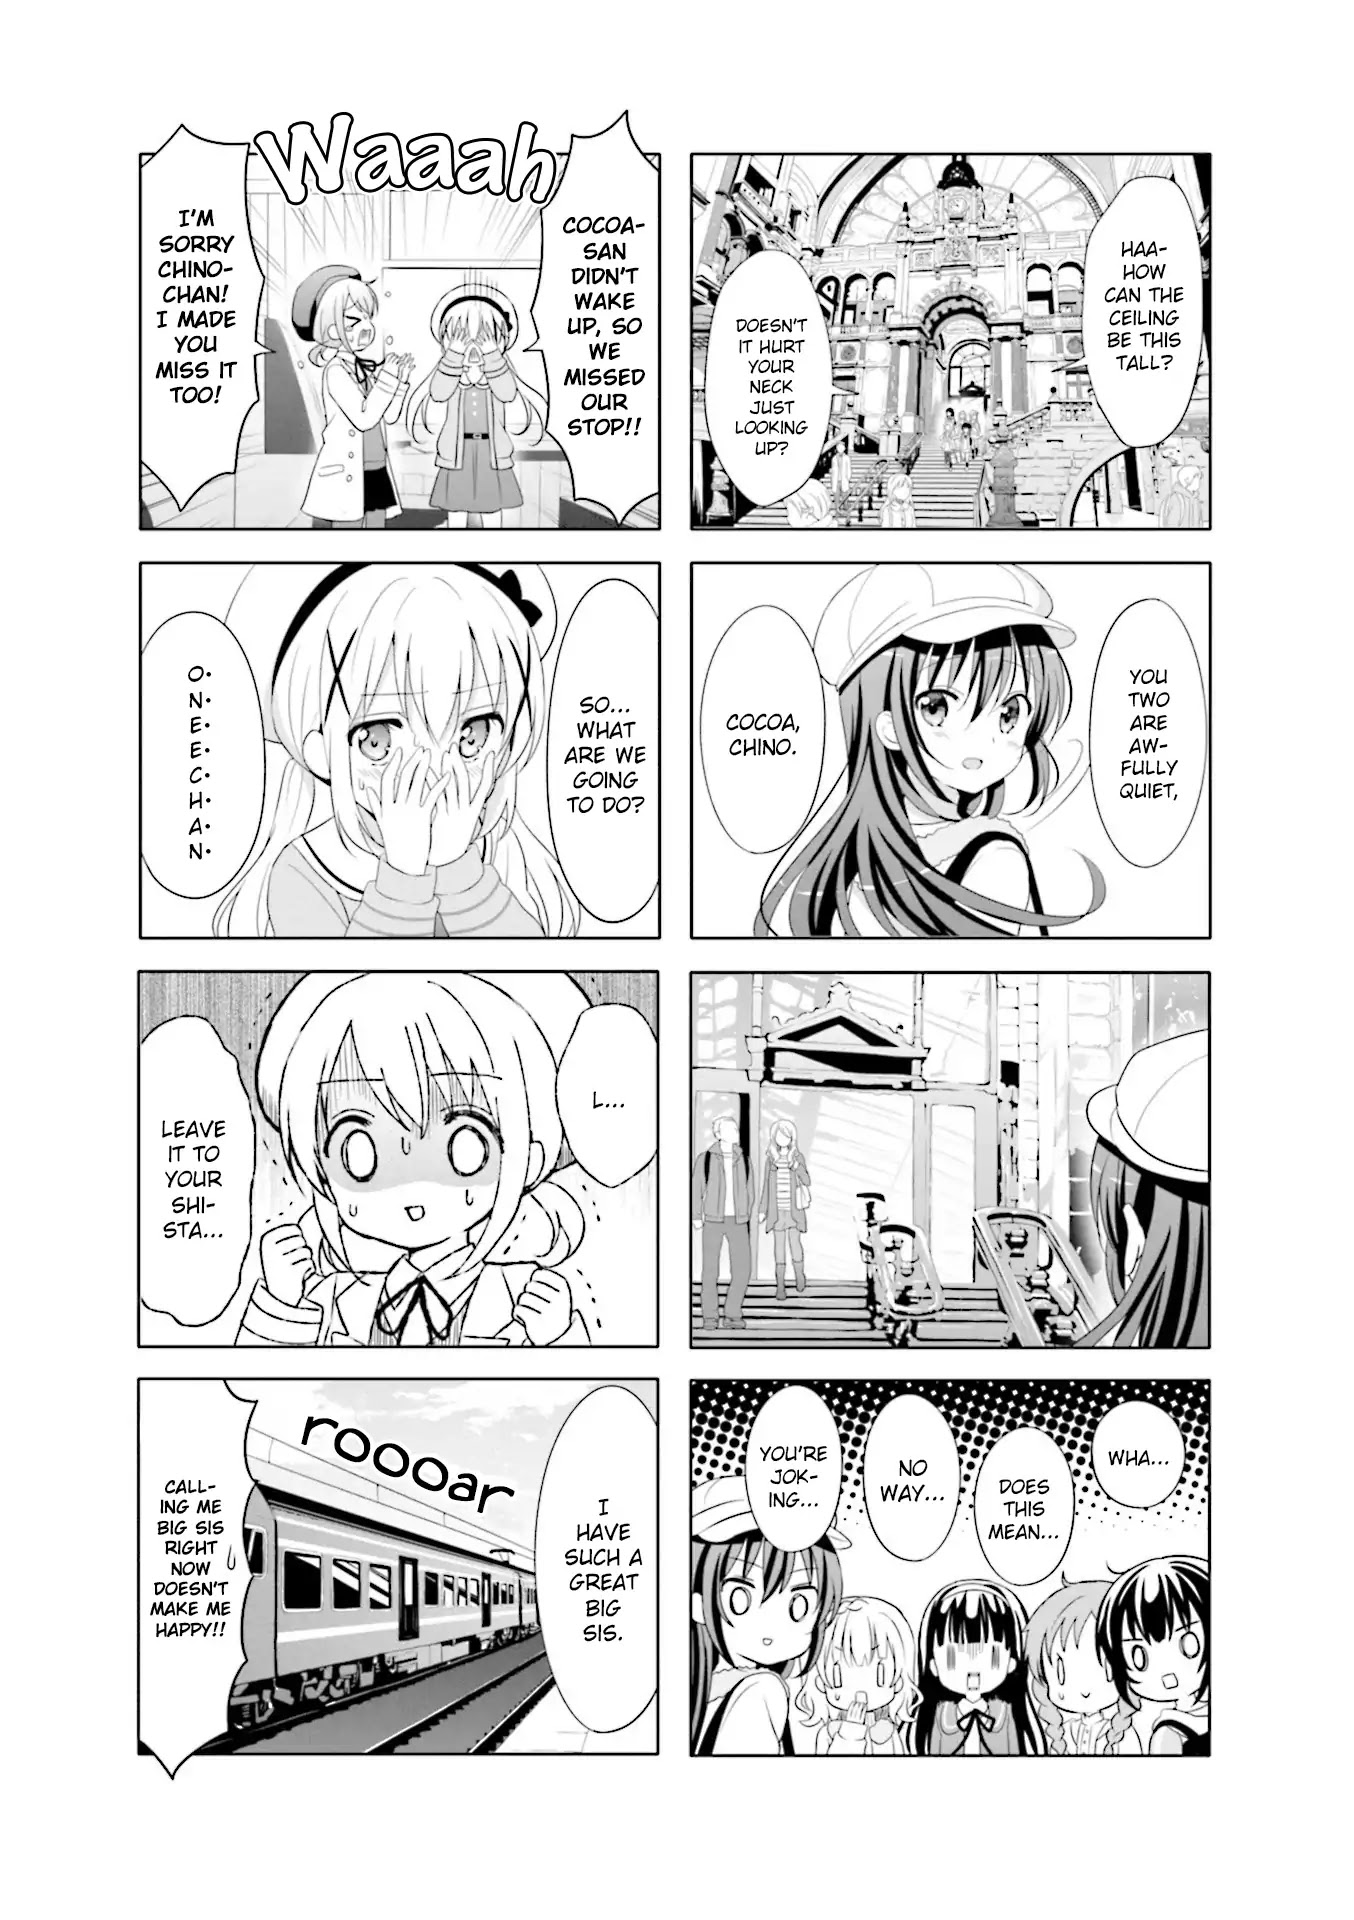 HAA-
HOW
CAN THE
CEILING
BE THIS
TALL?
DOESN'T
IT HURT
YOUR
NECK
JUST
LOOKING
UP?
YOU
TWO
ARE
AW-
FULLY
QUIET,
COCOA,
CHINO.
WHA...
DOES
THIS
MEAN...
NO
WAY...
YOU'RE
JOK-
ING...
Waaah
COCOA-
SAN
DIDN'T
WAKE
UP, SO
WE
MISSED
OUR
STOP!!
I'M
SORRY
CHINO-
CHAN!
I MADE
YOU
MISS IT
TOO!
SO...
WHAT
ARE WE
GOING
TO DO?
O・
N・
E・
E・
C・
H・
A・
N・
L...
LEAVE
IT TO
YOUR
SHI-
STA...
I
HAVE
SUCH A
GREAT
BIG
SIS.
roooar
CALL-
ING ME
BIG SIS
RIGHT
NOW
DOESN'T
MAKE ME
HAPPY!!